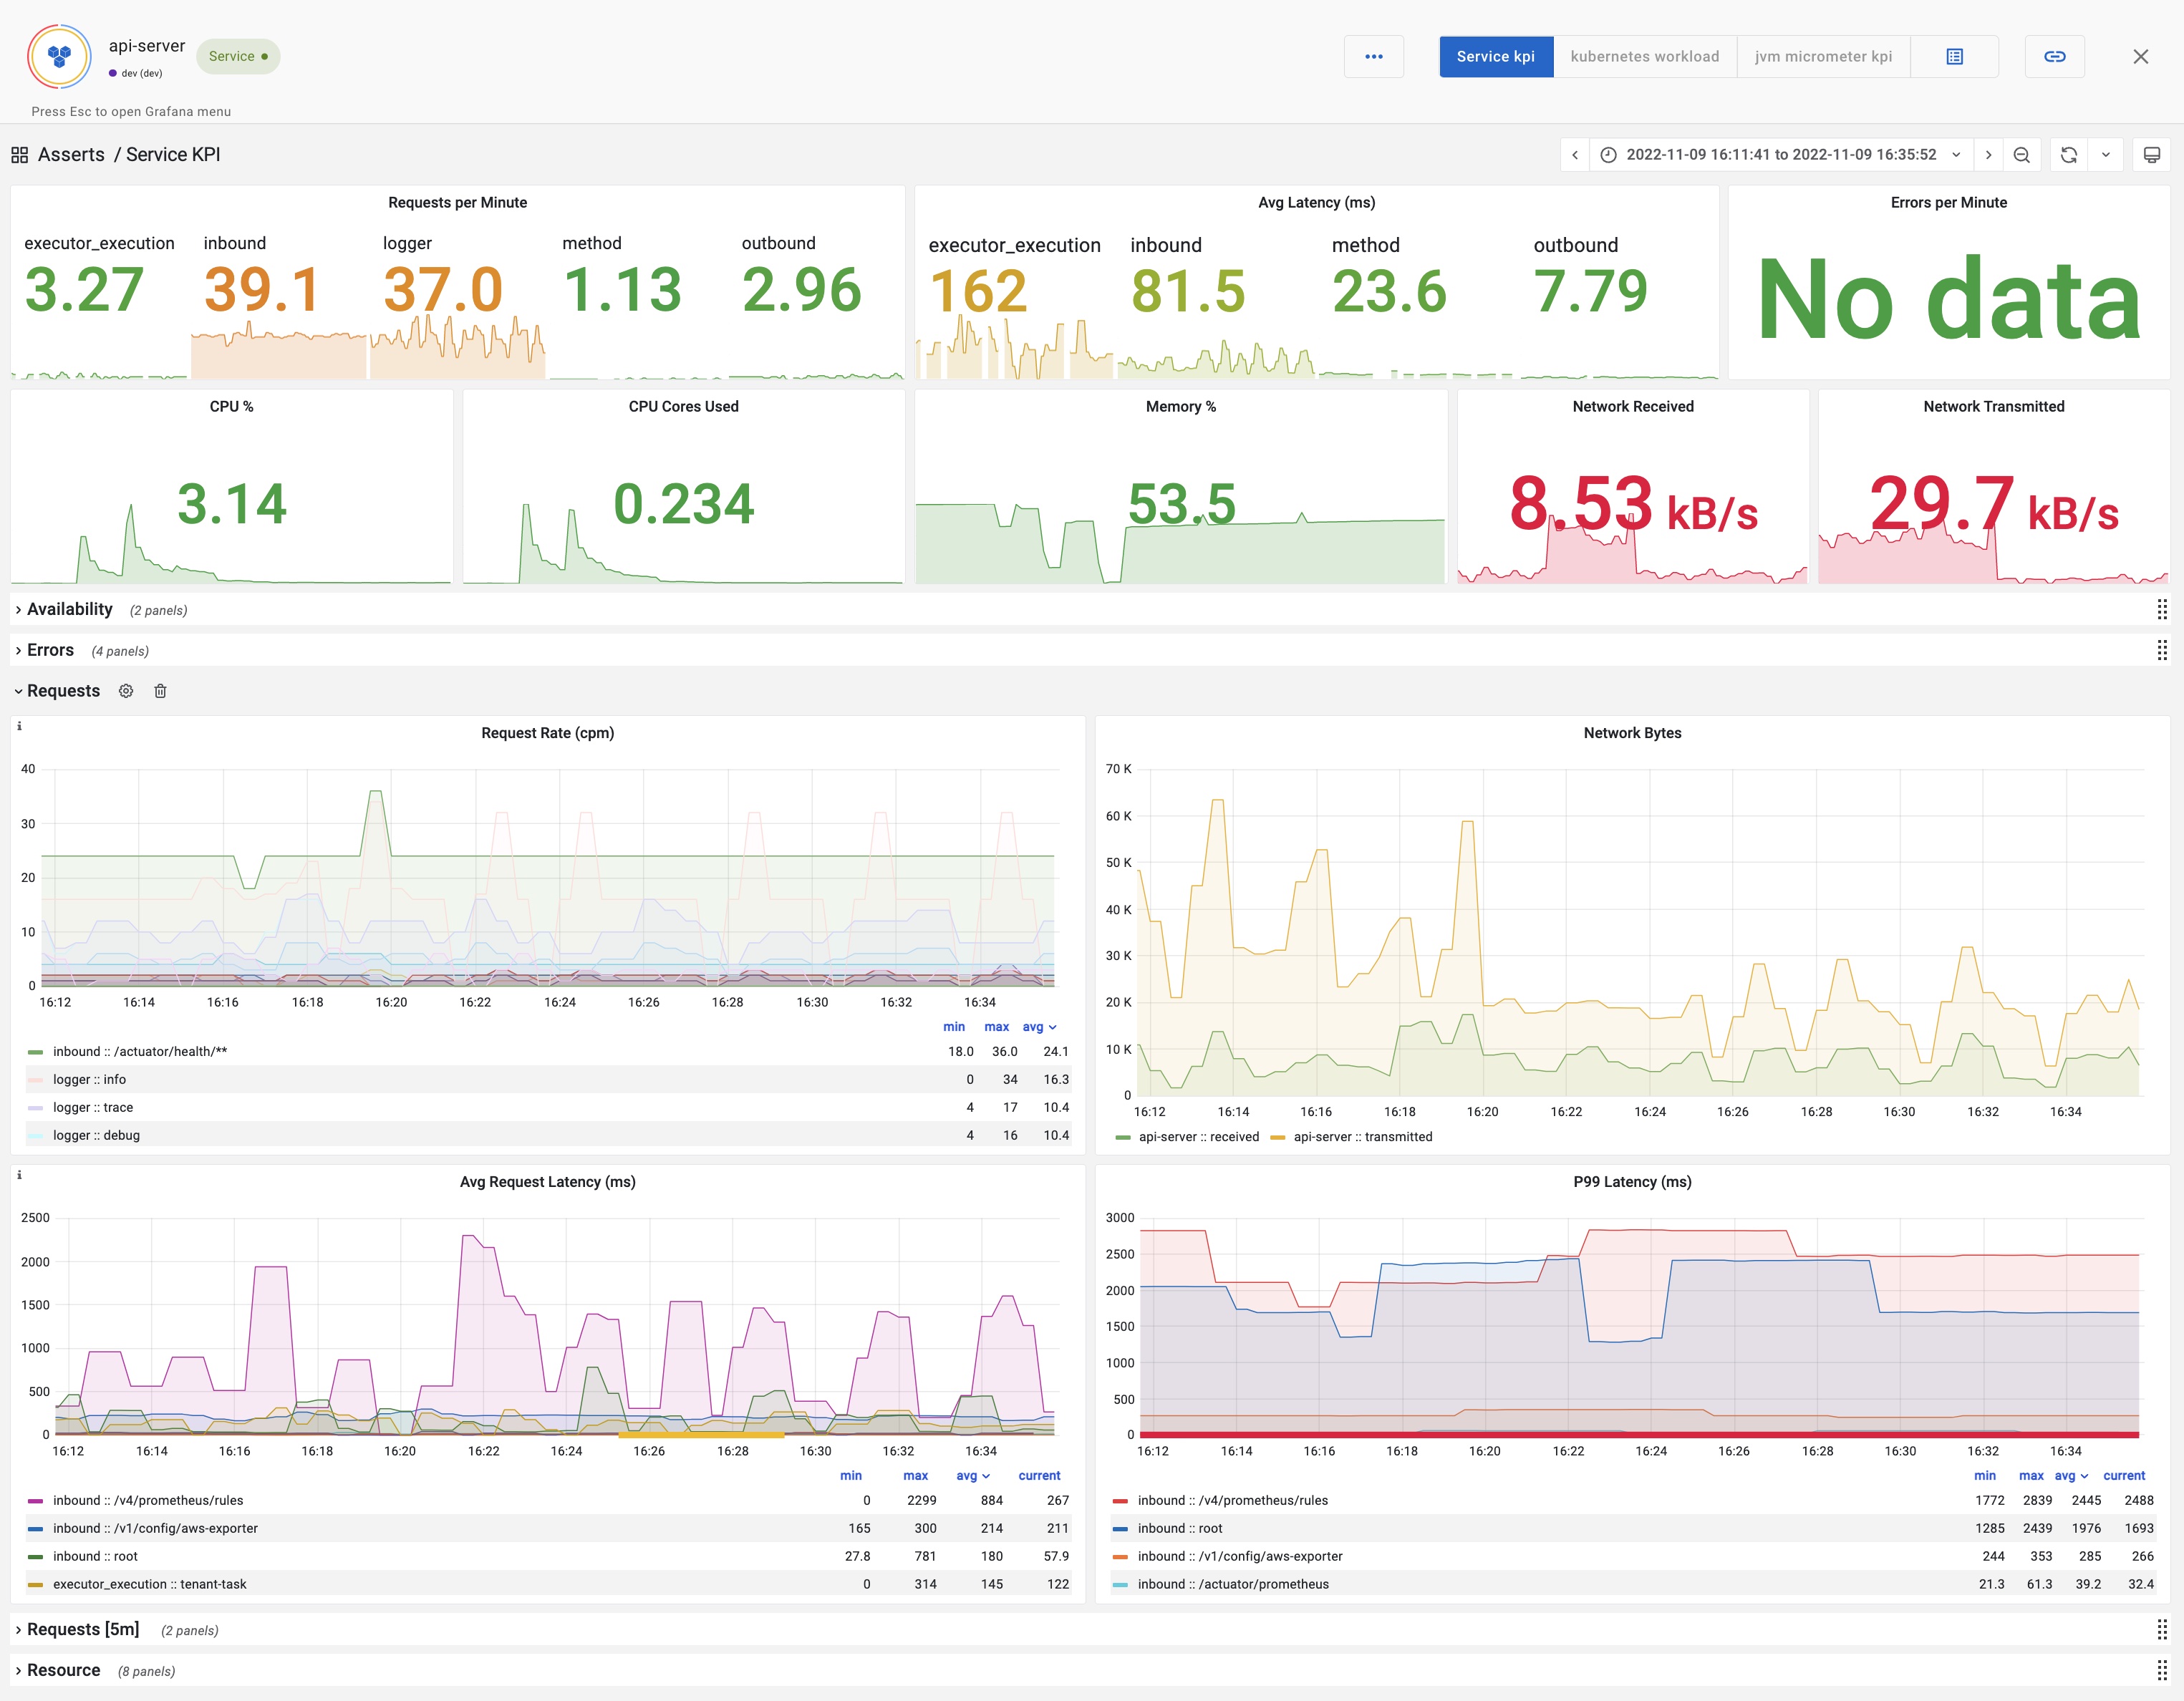 api-server
dev (dev)
Service
Press Esc to open Grafana menu
Service kpi
kubernetes workload
jvm micrometer kpi
Asserts / Service KPI
2022-11-09 16:11:41 to 2022-11-09 16:35:52
Requests per Minute
executor_execution inbound logger method outbound
3.27 39.1 37.0 1.13 2.96
Avg Latency (ms)
executor_execution inbound method outbound
162 81.5 23.6 7.79
Errors per Minute
No data
CPU %
3.14
CPU Cores Used
0.234
Memory %
53.5
Network Received
8.53 kB/s
Network Transmitted
29.7 kB/s
Availability (2 panels)
Errors (4 panels)
Requests
Request Rate (cpm)
40
30
20
10
0
16:12 16:14 16:16 16:18 16:20 16:22 16:24 16:26 16:28 16:30 16:32 16:34
min max avg
inbound :: /actuator/health/** 18.0 36.0 24.1
logger :: info 0 34 16.3
logger :: trace 4 17 10.4
logger :: debug 4 16 10.4
Network Bytes
70 K
60 K
50 K
40 K
30 K
20 K
10 K
0
16:12 16:14 16:16 16:18 16:20 16:22 16:24 16:26 16:28 16:30 16:32 16:34
api-server :: received api-server :: transmitted
Avg Request Latency (ms)
2500
2000
1500
1000
500
0
16:12 16:14 16:16 16:18 16:20 16:22 16:24 16:26 16:28 16:30 16:32 16:34
min max avg current
inbound :: /v4/prometheus/rules 0 2299 884 267
inbound :: /v1/config/aws-exporter 165 300 214 211
inbound :: root 27.8 781 180 57.9
executor_execution :: tenant-task 0 314 145 122
P99 Latency (ms)
3000
2500
2000
1500
1000
500
0
16:12 16:14 16:16 16:18 16:20 16:22 16:24 16:26 16:28 16:30 16:32 16:34
min max avg current
inbound :: /v4/prometheus/rules 1772 2839 2445 2488
inbound :: root 1285 2439 1976 1693
inbound :: /v1/config/aws-exporter 244 353 285 266
inbound :: /actuator/prometheus 21.3 61.3 39.2 32.4
Requests [5m] (2 panels)
Resource (8 panels)